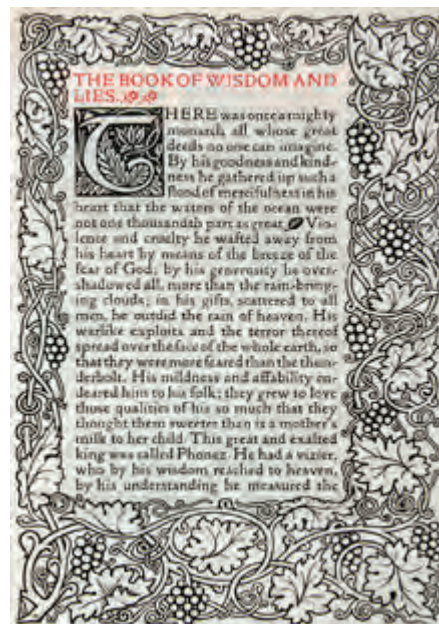 THE BOOK OF WISDOM AND
LIES.
THERE was once a mighty
monarch, all whose great
deeds no one can imagine.
By his goodness and kind-
ness he gathered up such a
flood of mercifulness in his
heart that the waters of the ocean were
not one thousandth part as great. Vio-
lence and cruelty he wafted away from
his heart by means of the breeze of the
fear of God; by his generosity he over-
shadowed all, more than the rain-bring-
ing clouds; in his gifts, scattered to all
men, he outdid the rain of heaven. His
warlike exploits and the terror thereof
spread over the face of the whole earth, so
that they were more feared than the thun-
derbolt. His mildness and affability en-
deared him to his folk; they grew to love
those qualities of his so much that they
thought them sweeter than is a mother's
milk to her child. This great and exalted
king was called Phonez. He had a vizier,
who by his wisdom reached to heaven,
by his understanding he measured the